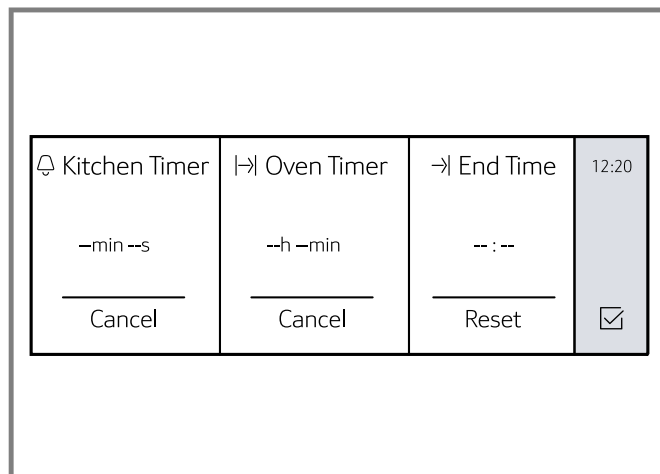 Kitchen Timer
–min --s
Cancel
Oven Timer
--h –min
Cancel
End Time
-- : --
Reset
12:20